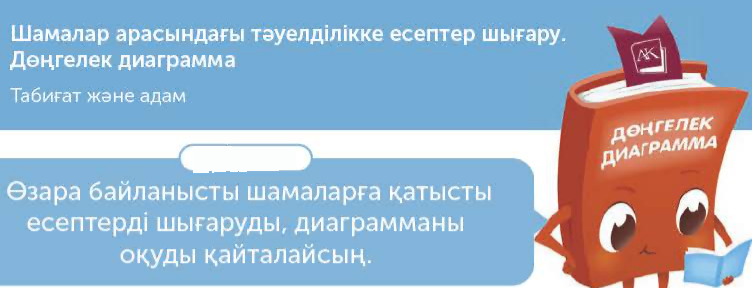 Шамалар арасындағы тәуелділікке есептер шығару.
Дөңгелек диаграмма
Табиғат және адам
АК
ДӨҢГЕЛЕК
ДИАГРАММА
Өзара байланысты шамаларға қатысты
есептерді шығаруды, диаграмманы
оқуды қайталайсың.